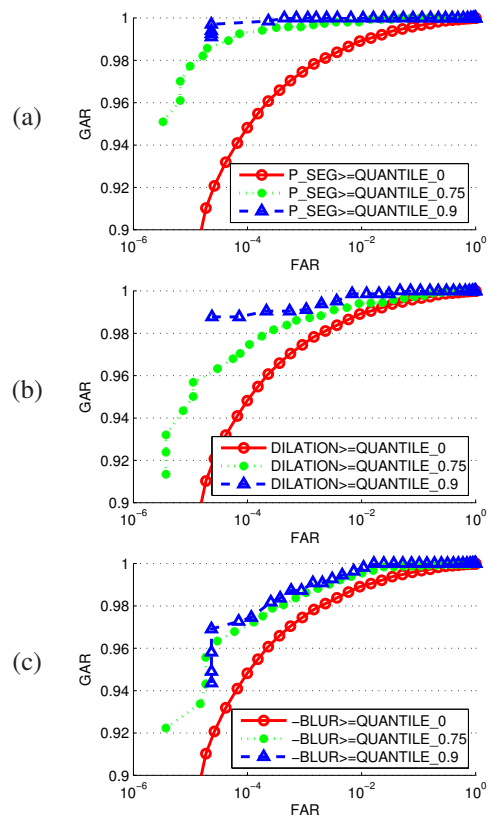 (a)
GAR
1
0.98
0.96
0.94
0.92
0.9
P_SEG>=QUANTILE_0
P_SEG>=QUANTILE_0.75
P_SEG>=QUANTILE_0.9
10^-6 10^-4 10^-2 10^0
FAR
(b)
GAR
1
0.98
0.96
0.94
0.92
0.9
DILATION>=QUANTILE_0
DILATION>=QUANTILE_0.75
DILATION>=QUANTILE_0.9
10^-6 10^-4 10^-2 10^0
FAR
(c)
GAR
1
0.98
0.96
0.94
0.92
0.9
−BLUR>=QUANTILE_0
−BLUR>=QUANTILE_0.75
−BLUR>=QUANTILE_0.9
10^-6 10^-4 10^-2 10^0
FAR